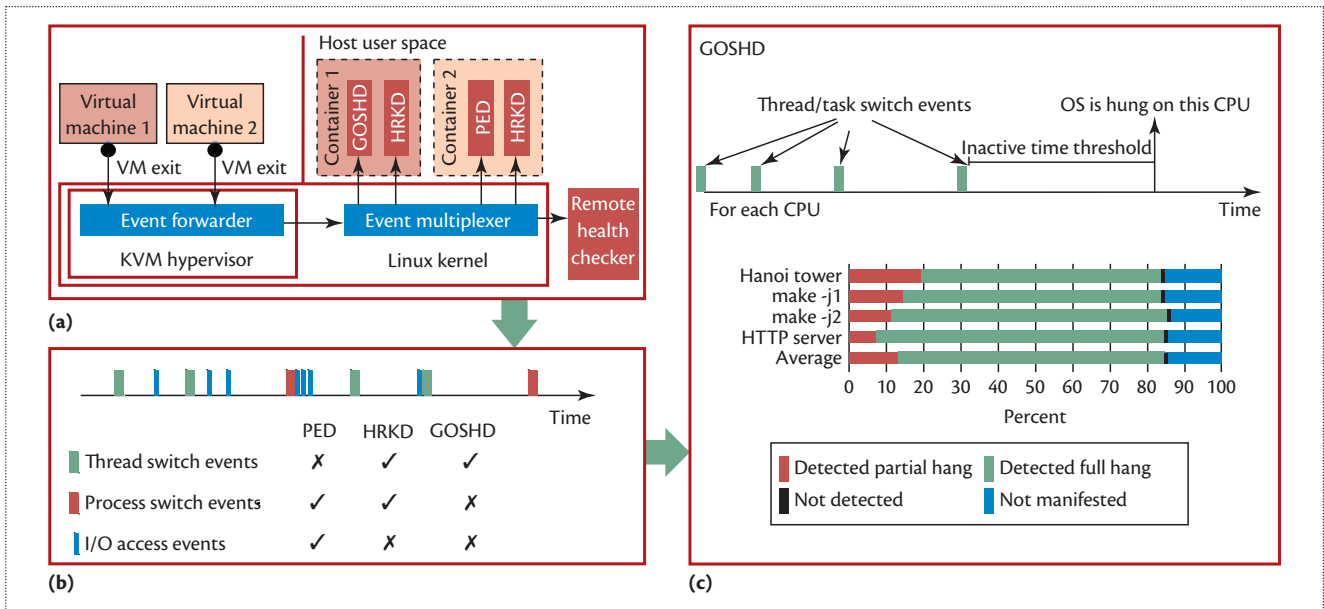 Host user space
Virtual
machine 1
Virtual
machine 2
Container 1
GOSHD
HRKD
Container 2
PED
HRKD
VM exit
VM exit
Event forwarder
Event multiplexer
Remote
health
checker
KVM hypervisor
Linux kernel
(a)
Time
PED HRKD GOSHD
Thread switch events ✗ ✓ ✓
Process switch events ✓ ✓ ✗
I/O access events ✓ ✗ ✗
(b)
GOSHD
Thread/task switch events
OS is hung on this CPU
Inactive time threshold
For each CPU
Time
Hanoi tower
make -j1
make -j2
HTTP server
Average
0 10 20 30 40 50 60 70 80 90 100
Percent
Detected partial hang
Detected full hang
Not detected
Not manifested
(c)